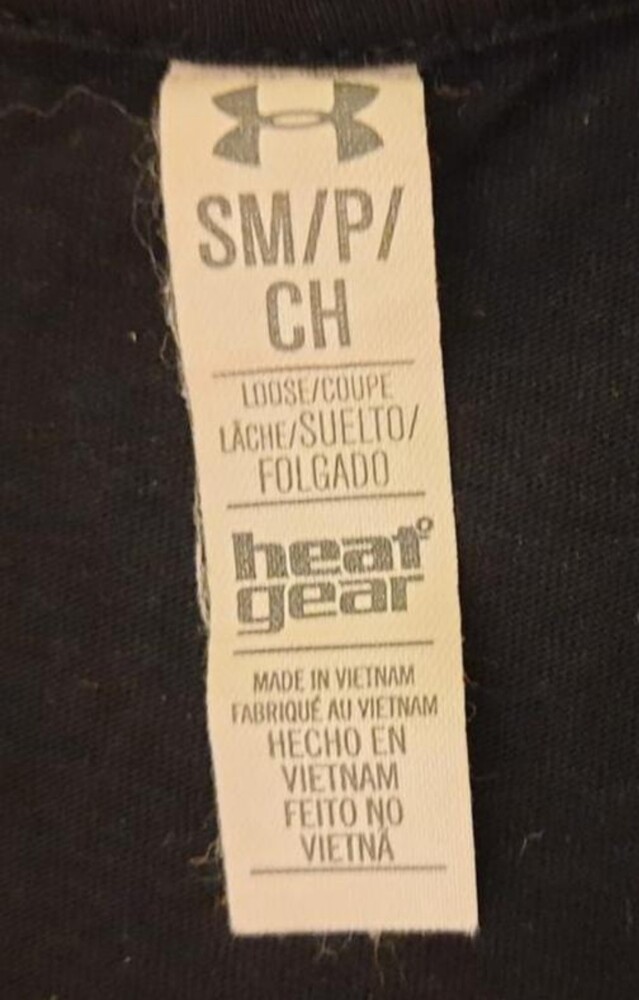 SM/P/
CH
LOOSE/COUPE
LÂCHE/SUELTO/
FOLGADO
heat°
gear
MADE IN VIETNAM
FABRIQUÉ AU VIETNAM
HECHO EN
VIETNAM
FEITO NO
VIETNÃ